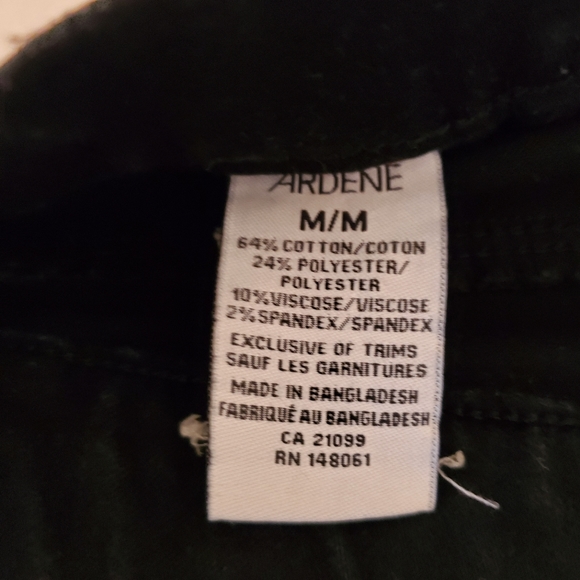 ARDENE
M/M
64% COTTON/COTON
24% POLYESTER/
POLYESTER
10%VISCOSE/VISCOSE
2%SPANDEX/SPANDEX
EXCLUSIVE OF TRIMS
SAUF LES GARNITURES
MADE IN BANGLADESH
FABRIQUÉ AU BANGLADESH
CA 21099
RN 148061